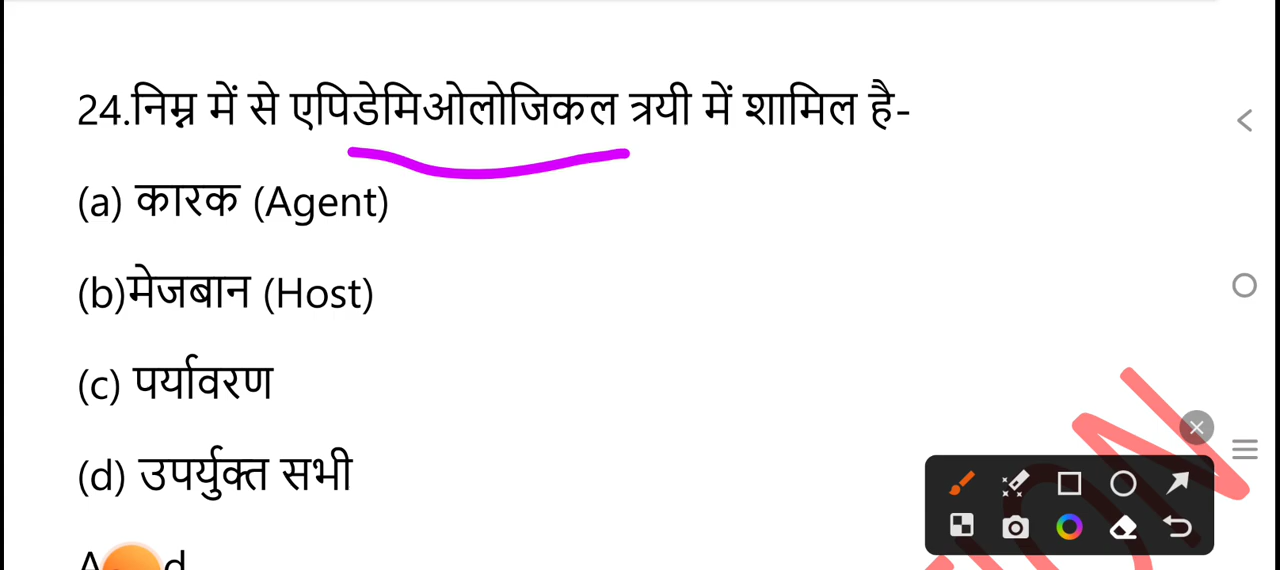 24.निम्न में से एपिडेमिओलोजिकल त्रयी में शामिल है-
(a) कारक (Agent)
(b)मेजबान (Host)
(c) पर्यावरण
(d) उपर्युक्त सभी